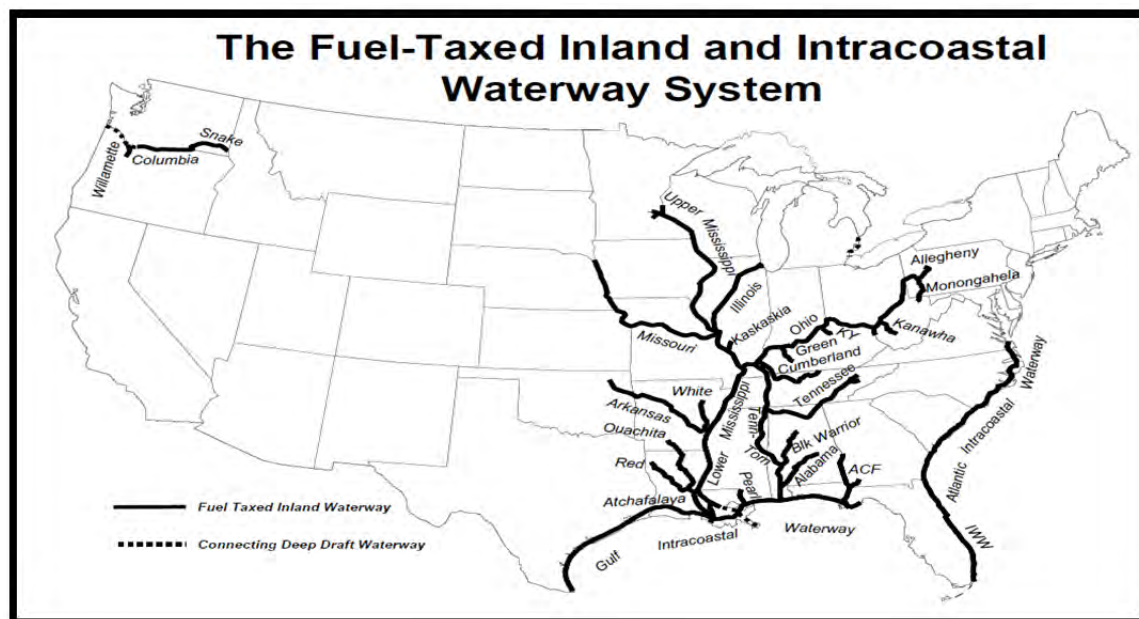 The Fuel-Taxed Inland and Intracoastal
Waterway System
Snake
Columbia
Willamette
Upper
Mississippi
Illinois
Kaskaskia
Missouri
Ohio
KY
Green
Cumberland
Allegheny
Monongahela
Kanawha
Tennessee
White
Arkansas
Ouachita
Red
Atchafalaya
Lower
Mississippi
Tenn-
Tom
Blk Warrior
Alabama
ACF
Pearl
Gulf
Intracoastal
Waterway
Atlantic
Intracoastal
Waterway
IWW
Fuel Taxed Inland Waterway
Connecting Deep Draft Waterway